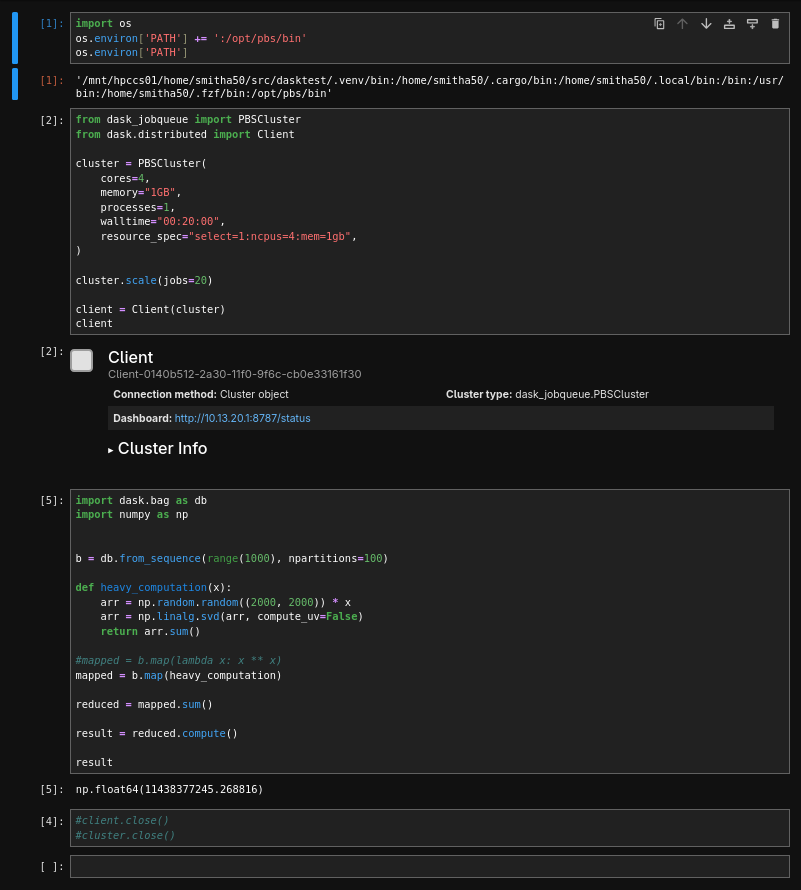 [1]: import os
os.environ['PATH'] += ':/opt/pbs/bin'
os.environ['PATH']
[1]: '/mnt/hpccs01/home/smitha50/src/dasktest/.venv/bin:/home/smitha50/.cargo/bin:/home/smitha50/.local/bin:/bin:/usr/
bin:/home/smitha50/.fzf/bin:/opt/pbs/bin'
[2]: from dask_jobqueue import PBSCluster
from dask.distributed import Client

cluster = PBSCluster(
    cores=4,
    memory="1GB",
    processes=1,
    walltime="00:20:00",
    resource_spec="select=1:ncpus=4:mem=1gb",
)

cluster.scale(jobs=20)

client = Client(cluster)
client
[2]: Client
Client-0140b512-2a30-11f0-9f6c-cb0e33161f30
Connection method: Cluster object Cluster type: dask_jobqueue.PBSCluster
Dashboard: http://10.13.20.1:8787/status
▸ Cluster Info
[5]: import dask.bag as db
import numpy as np

b = db.from_sequence(range(1000), npartitions=100)

def heavy_computation(x):
    arr = np.random.random((2000, 2000)) * x
    arr = np.linalg.svd(arr, compute_uv=False)
    return arr.sum()

#mapped = b.map(lambda x: x ** x)
mapped = b.map(heavy_computation)

reduced = mapped.sum()

result = reduced.compute()

result
[5]: np.float64(11438377245.268816)
[4]: #client.close()
#cluster.close()
[ ]: